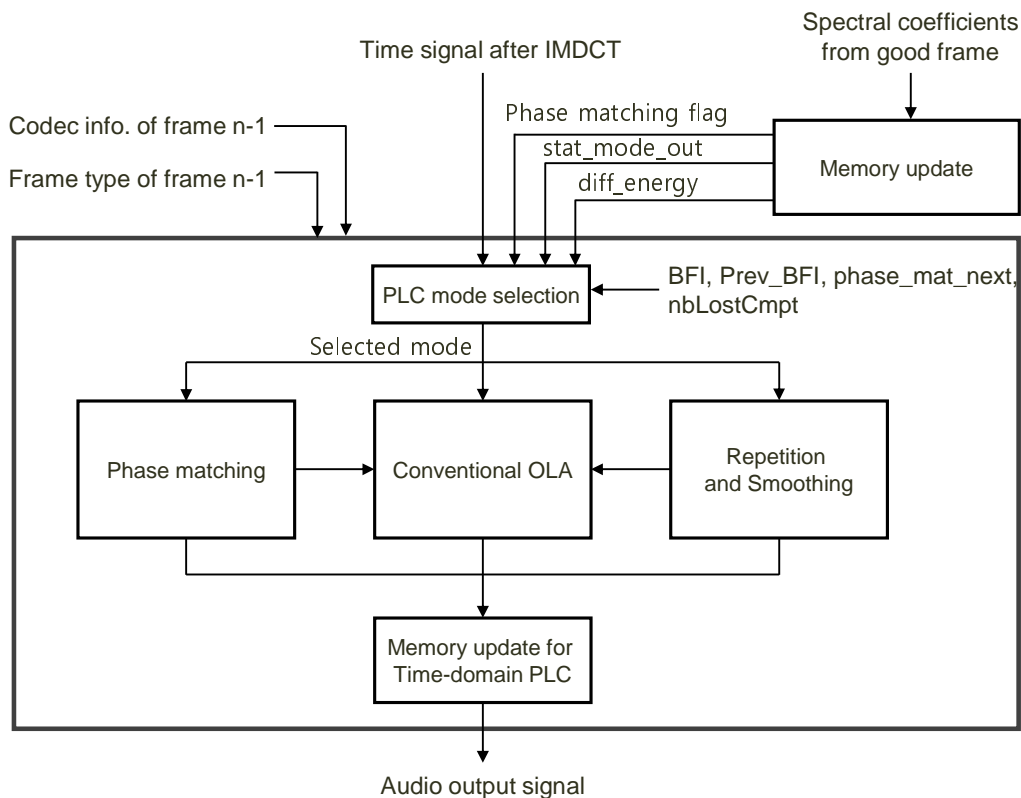 Spectral coefficients
from good frame
Time signal after IMDCT
Phase matching flag
Codec info. of frame n-1
stat_mode_out
Memory update
Frame type of frame n-1
diff_energy
BFI, Prev_BFI, phase_mat_next,
nbLostCmpt
PLC mode selection
Selected mode
Phase matching
Conventional OLA
Repetition
and Smoothing
Memory update for
Time-domain PLC
Audio output signal